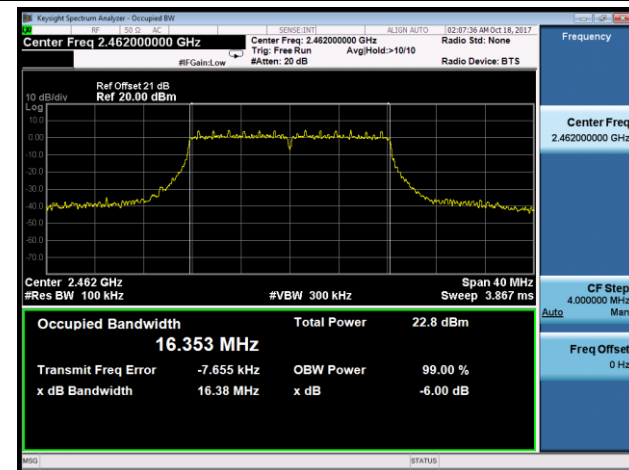 Keysight Spectrum Analyzer - Occupied BW
RF 50 Ω AC SENSE:INT ALIGN AUTO 02:07:36 AM Oct 18, 2017
Center Freq 2.462000000 GHz
Center Freq: 2.462000000 GHz
Radio Std: None
Trig: Free Run Avg|Hold:>10/10
#IFGain:Low #Atten: 20 dB Radio Device: BTS
Frequency
Ref Offset 21 dB
10 dB/div Ref 20.00 dBm
Log
10.0
0.00
-10.0
-20.0
-30.0
-40.0
-50.0
-60.0
-70.0
Center Freq
2.462000000 GHz
Center 2.462 GHz Span 40 MHz
#Res BW 100 kHz #VBW 300 kHz Sweep 3.867 ms
CF Step
4.000000 MHz
Auto Man
Freq Offset
0 Hz
Occupied Bandwidth Total Power 22.8 dBm
16.353 MHz
Transmit Freq Error -7.655 kHz OBW Power 99.00 %
x dB Bandwidth 16.38 MHz x dB -6.00 dB
MSG STATUS